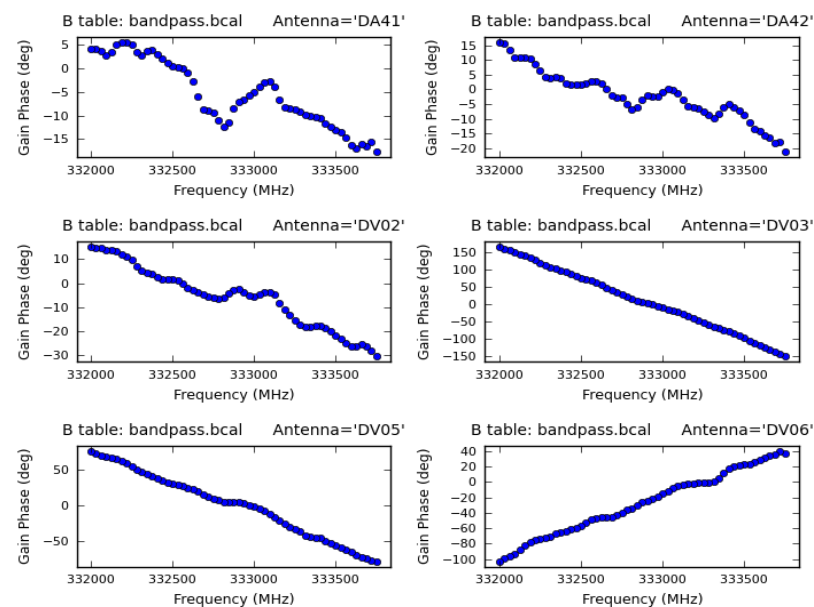 B table: bandpass.bcal Antenna='DA41'
Gain Phase (deg)
5
0
−5
−10
−15
332000 332500 333000 333500
Frequency (MHz)
B table: bandpass.bcal Antenna='DA42'
Gain Phase (deg)
15
10
5
0
−5
−10
−15
−20
332000 332500 333000 333500
Frequency (MHz)
B table: bandpass.bcal Antenna='DV02'
Gain Phase (deg)
10
0
−10
−20
−30
332000 332500 333000 333500
Frequency (MHz)
B table: bandpass.bcal Antenna='DV03'
Gain Phase (deg)
150
100
50
0
−50
−100
−150
332000 332500 333000 333500
Frequency (MHz)
B table: bandpass.bcal Antenna='DV05'
Gain Phase (deg)
50
0
−50
332000 332500 333000 333500
Frequency (MHz)
B table: bandpass.bcal Antenna='DV06'
Gain Phase (deg)
40
20
0
−20
−40
−60
−80
−100
332000 332500 333000 333500
Frequency (MHz)